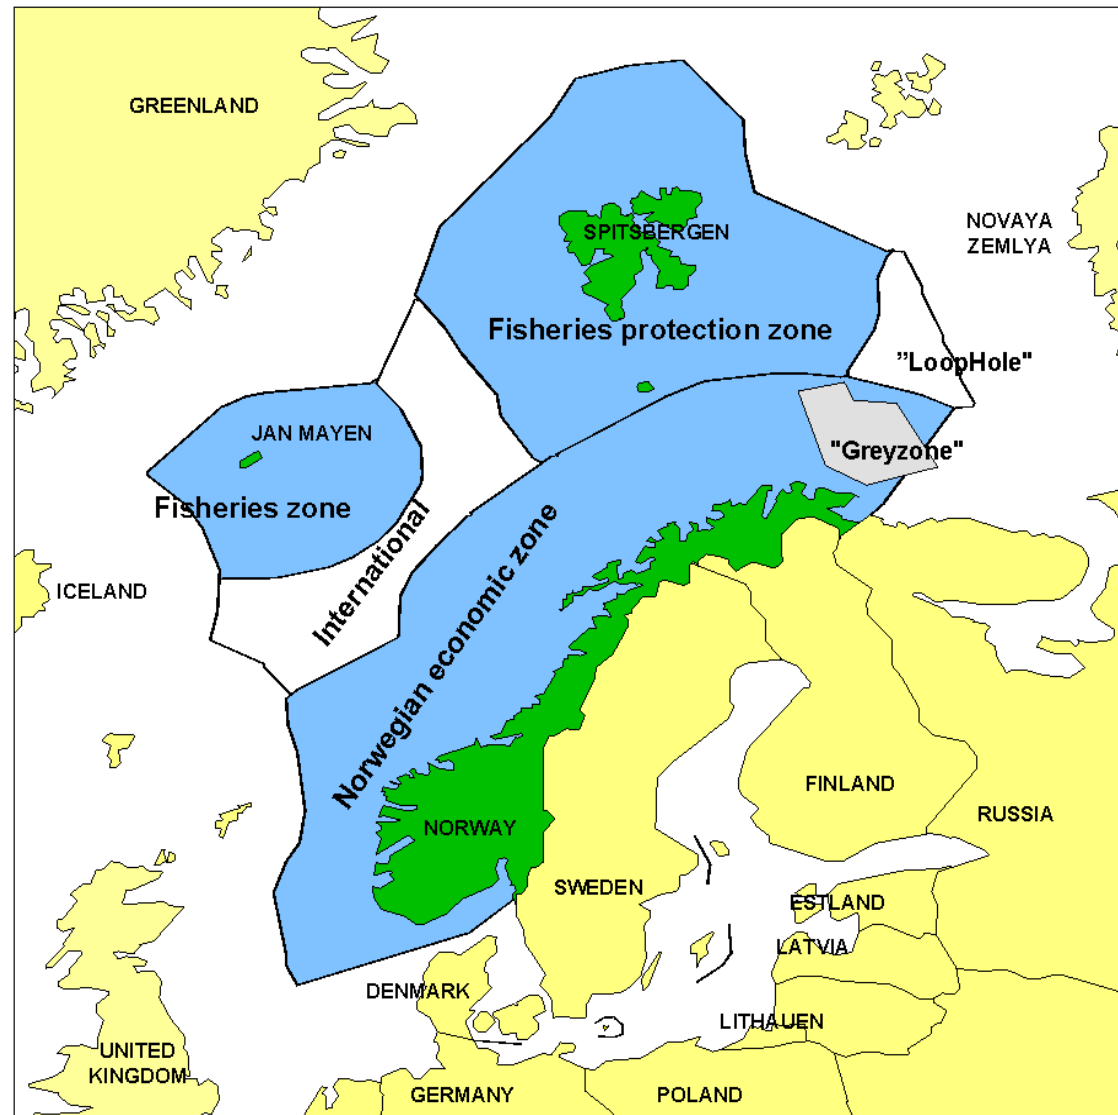 GREENLAND
NOVAYA
ZEMLYA
SPITSBERGEN
Fisheries protection zone
”LoopHole"
JAN MAYEN
"Greyzone"
Fisheries zone
International
Norwegian economic zone
ICELAND
FINLAND
RUSSIA
NORWAY
SWEDEN
ESTLAND
LATVIA
DENMARK
LITHAUEN
UNITED
KINGDOM
GERMANY
POLAND